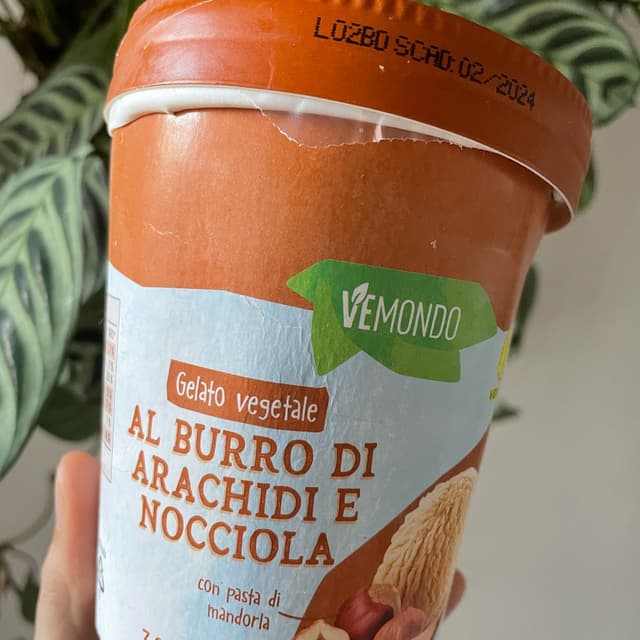 L02BO SCAD:02/2024
VEMONDO
Gelato vegetale
AL BURRO DI
ARACHIDI E
NOCCIOLA
con pasta di
mandorla